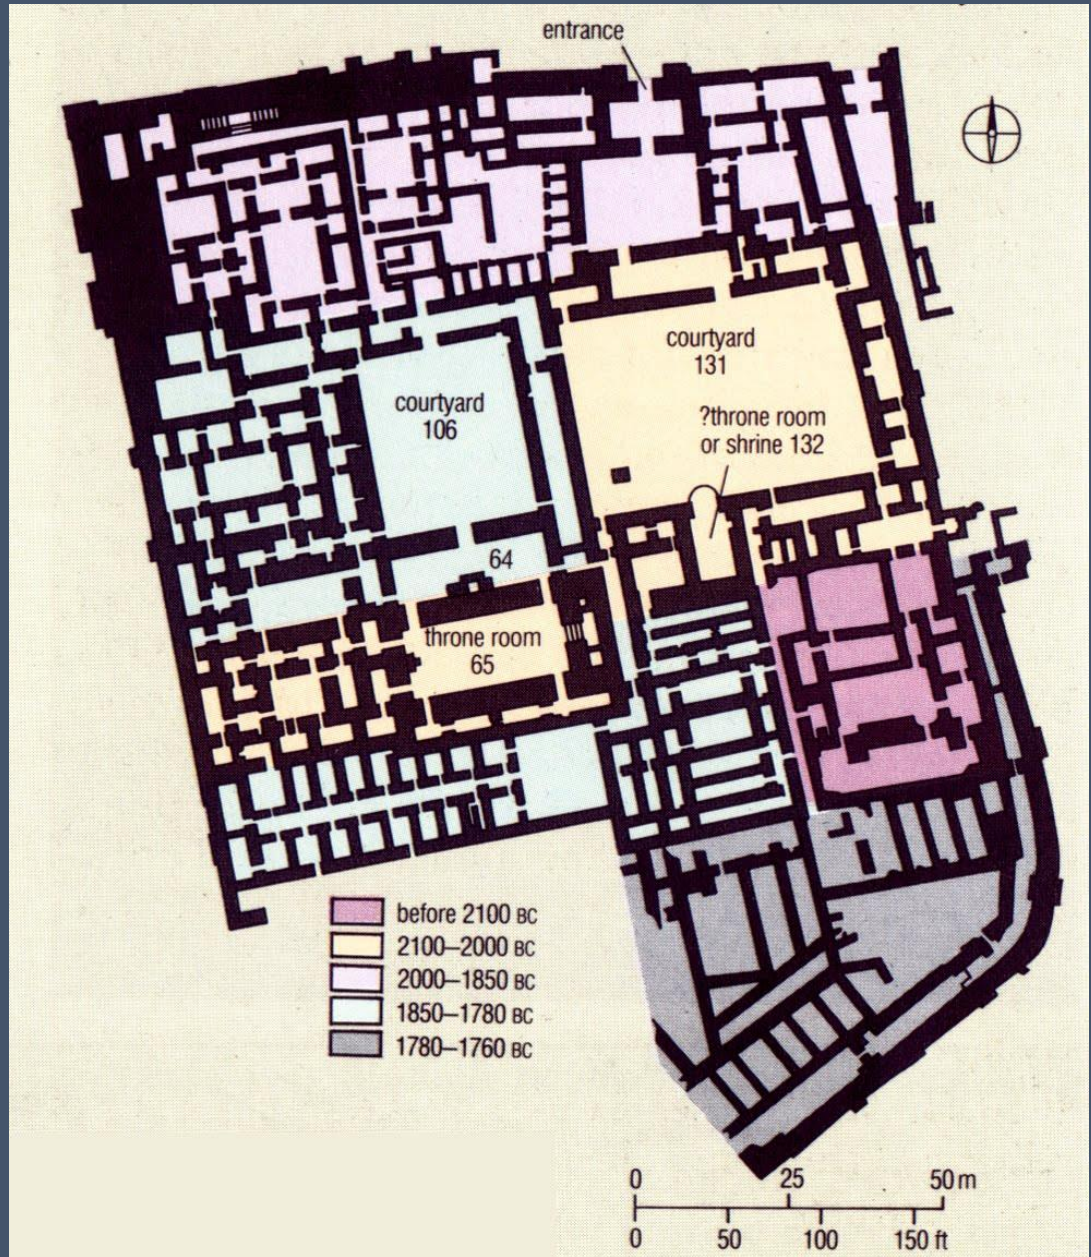 entrance
courtyard
131
courtyard
106
?throne room
or shrine 132
64
throne room
65
before 2100 BC
2100–2000 BC
2000–1850 BC
1850–1780 BC
1780–1760 BC
0 25 50 m
0 50 100 150 ft